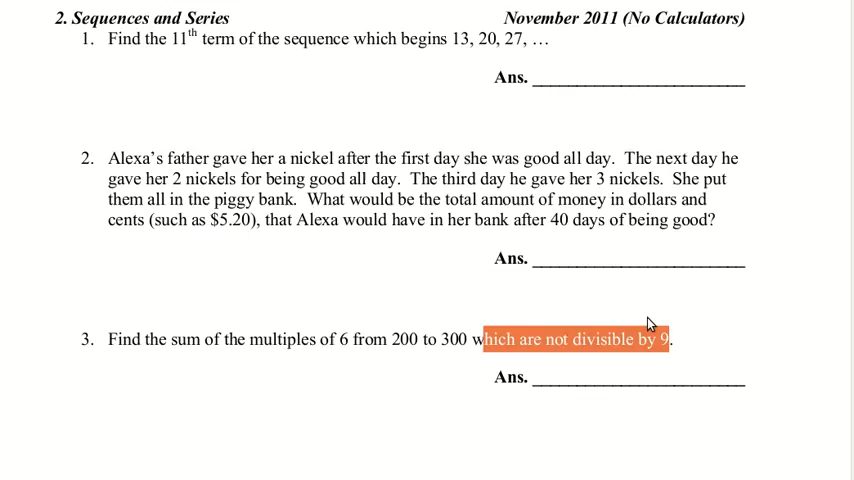 2. Sequences and Series November 2011 (No Calculators)
1. Find the 11th term of the sequence which begins 13, 20, 27, …
Ans. ________________________
2. Alexa's father gave her a nickel after the first day she was good all day. The next day he
gave her 2 nickels for being good all day. The third day he gave her 3 nickels. She put
them all in the piggy bank. What would be the total amount of money in dollars and
cents (such as $5.20), that Alexa would have in her bank after 40 days of being good?
Ans. ________________________
3. Find the sum of the multiples of 6 from 200 to 300 which are not divisible by 9.
Ans. ________________________